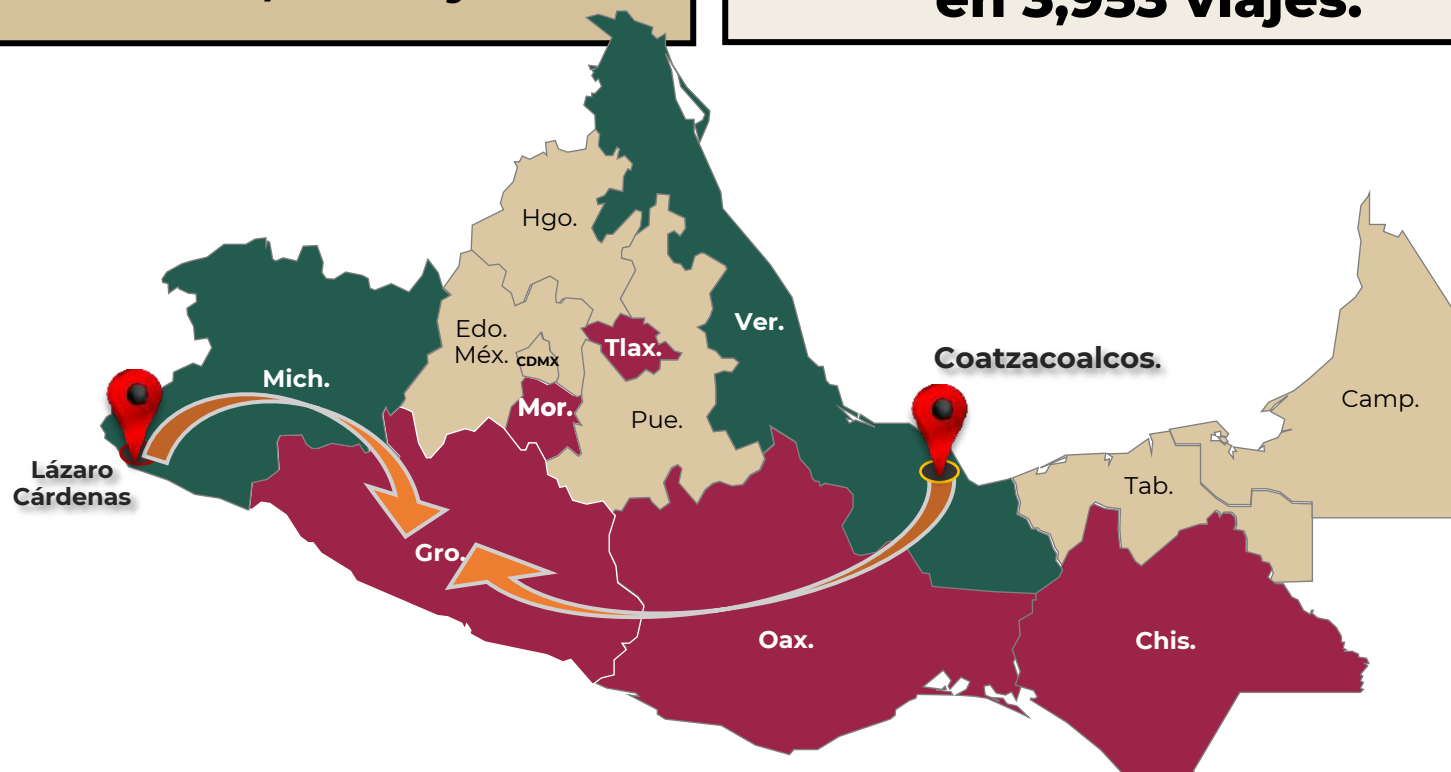 en 3,953 viajes.
Hgo.
Edo.
Méx.
CDMX
Tlax.
Ver.
Mich.
Mor.
Pue.
Coatzacoalcos.
Camp.
Lázaro
Cárdenas
Tab.
Gro.
Oax.
Chis.